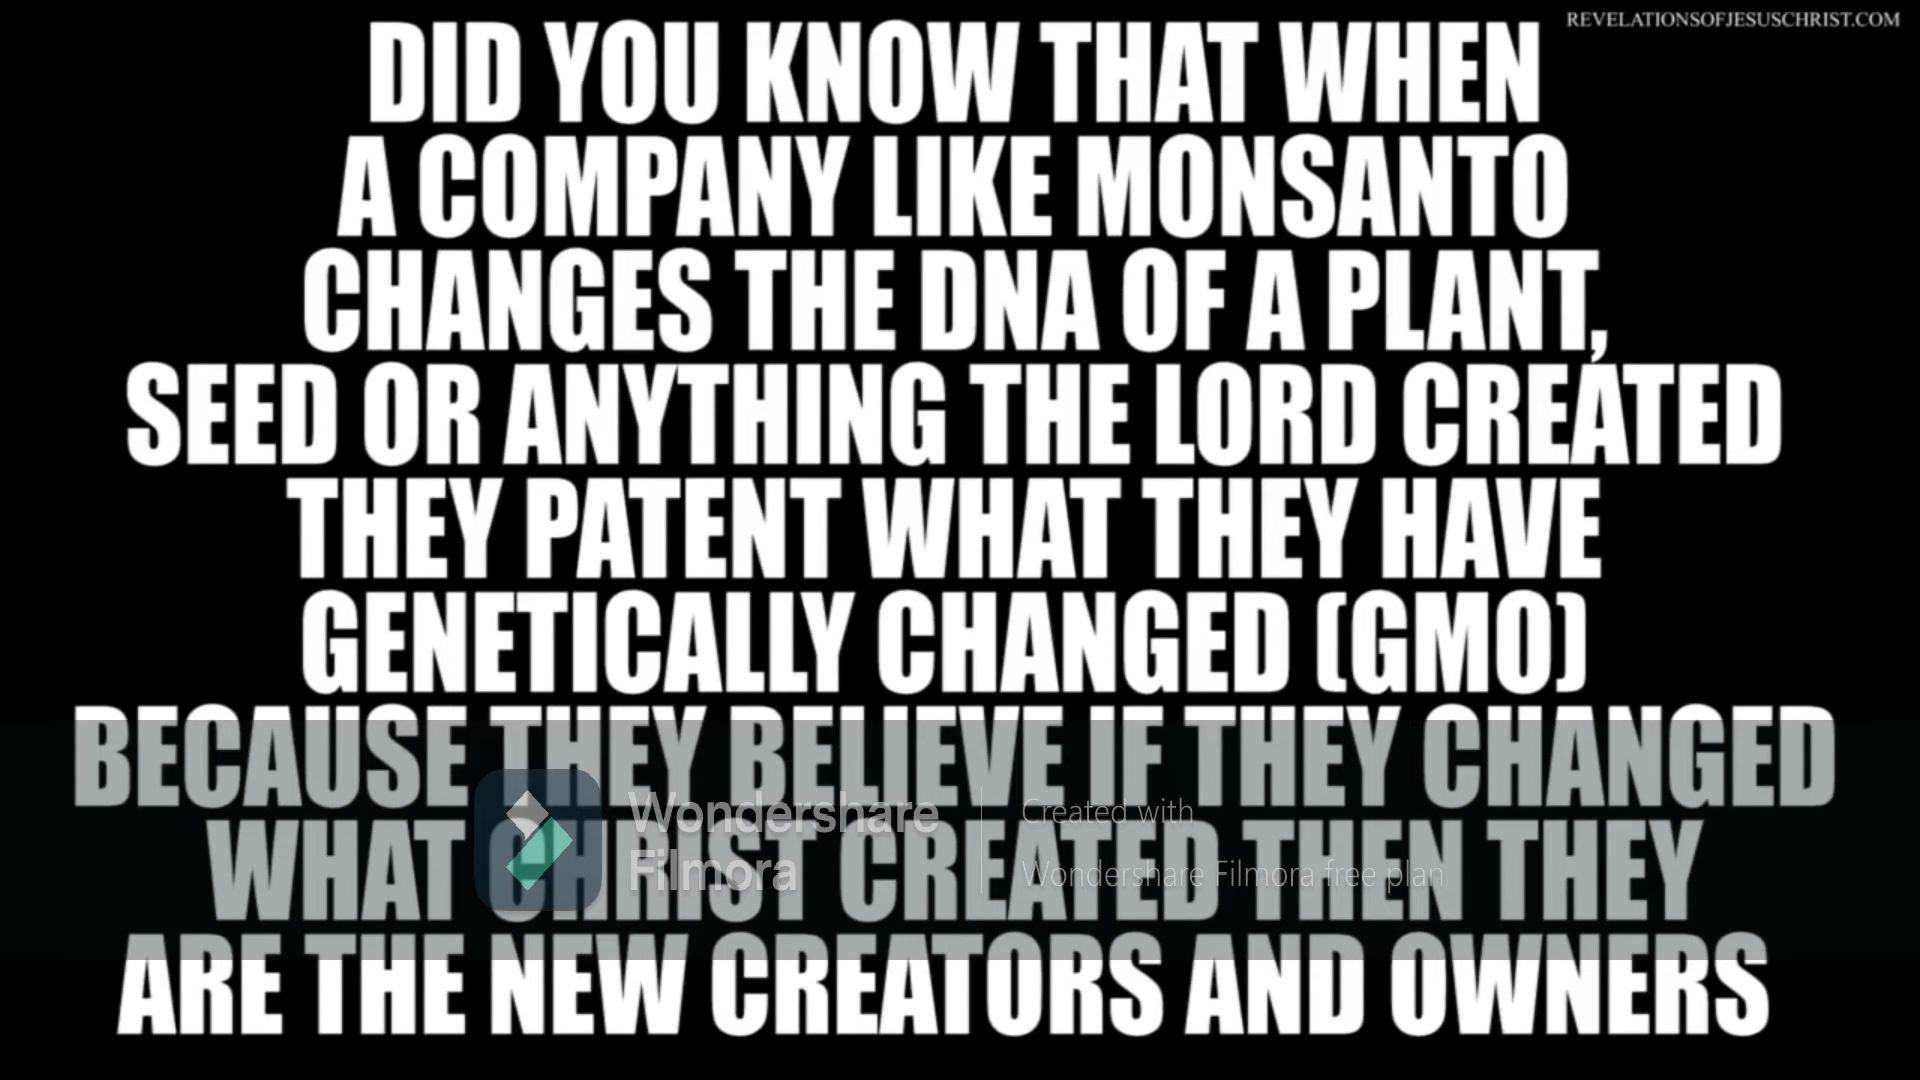 REVELATIONSOFJESUSCHRIST.COM
DID YOU KNOW THAT WHEN
A COMPANY LIKE MONSANTO
CHANGES THE DNA OF A PLANT,
SEED OR ANYTHING THE LORD CREATED
THEY PATENT WHAT THEY HAVE
GENETICALLY CHANGED (GMO)
BECAUSE THEY BELIEVE IF THEY CHANGED
WHAT CHRIST CREATED THEN THEY
ARE THE NEW CREATORS AND OWNERS
Wondershare
Filmora
Created with
Wondershare Filmora free plan